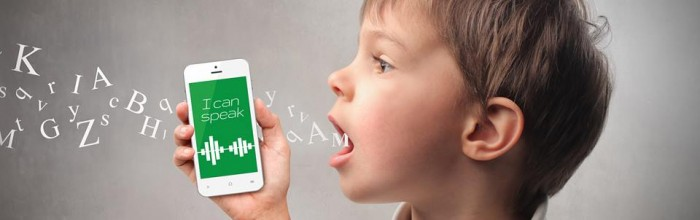 K
r I A
s a v y s c B a
M t G Z H y
I can
speak
y r v
a A M